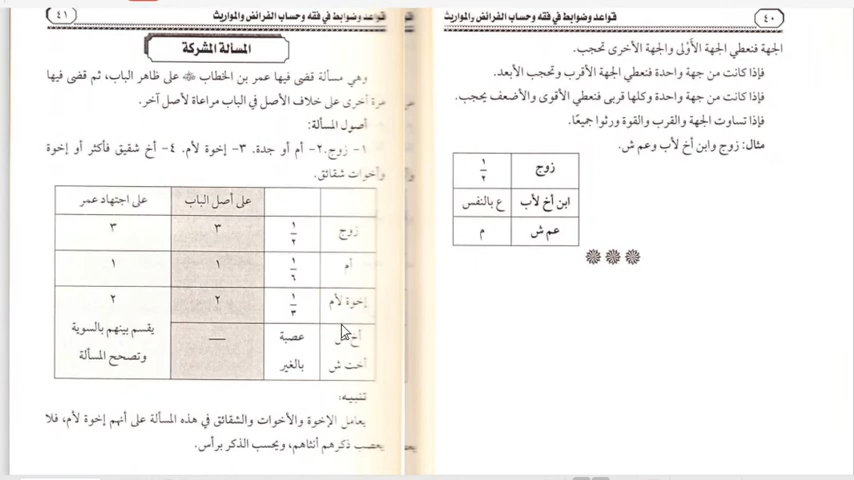 ٤٠
قواعد وضوابط في فقه وحساب الفرائض والمواريث
الجهة فنعطي الجهة الأَوْلى والجهة الأخرى تحجب.
فإذا كانت من جهة واحدة فنعطي الجهة الأقرب وتحجب الأبعد.
فإذا كانت من جهة واحدة وكلها قربى فنعطي الأقوى والأضعف يحجب.
فإذا تساوت الجهة والقرب والقوة ورثوا جميعًا.
مثال: زوج وابن أخ لأب وعم ش.
زوج ١/٢
ابن أخ لأب ع بالنفس
عم ش م
قواعد وضوابط في فقه وحساب الفرائض والمواريث
٤١
المسألة المشركة
وهي مسألة قضى فيها عمر بن الخطاب ﷺ على ظاهر الباب، ثم قضى فيها
مرة أخرى على خلاف الأصل في الباب مراعاة لأصل آخر.
أصول المسألة:
١- زوج. ٢- أم أو جدة. ٣- إخوة لأم. ٤- أخ شقيق فأكثر أو إخوة
وأخوات شقائق.
على أصل الباب على اجتهاد عمر
زوج ١/٢ ٣ ٣
أم ١/٦ ١ ١
إخوة لأم ١/٣ ٢ ٢
أخ عصبة — يقسم بينهم بالسوية
أخت ش بالغير وتصحح المسألة
تنبيه:
يعامل الإخوة والأخوات والشقائق في هذه المسألة على أنهم إخوة لأم، فلا
يعصب ذكرهم أنثاهم، ويحسب الذكر برأس.